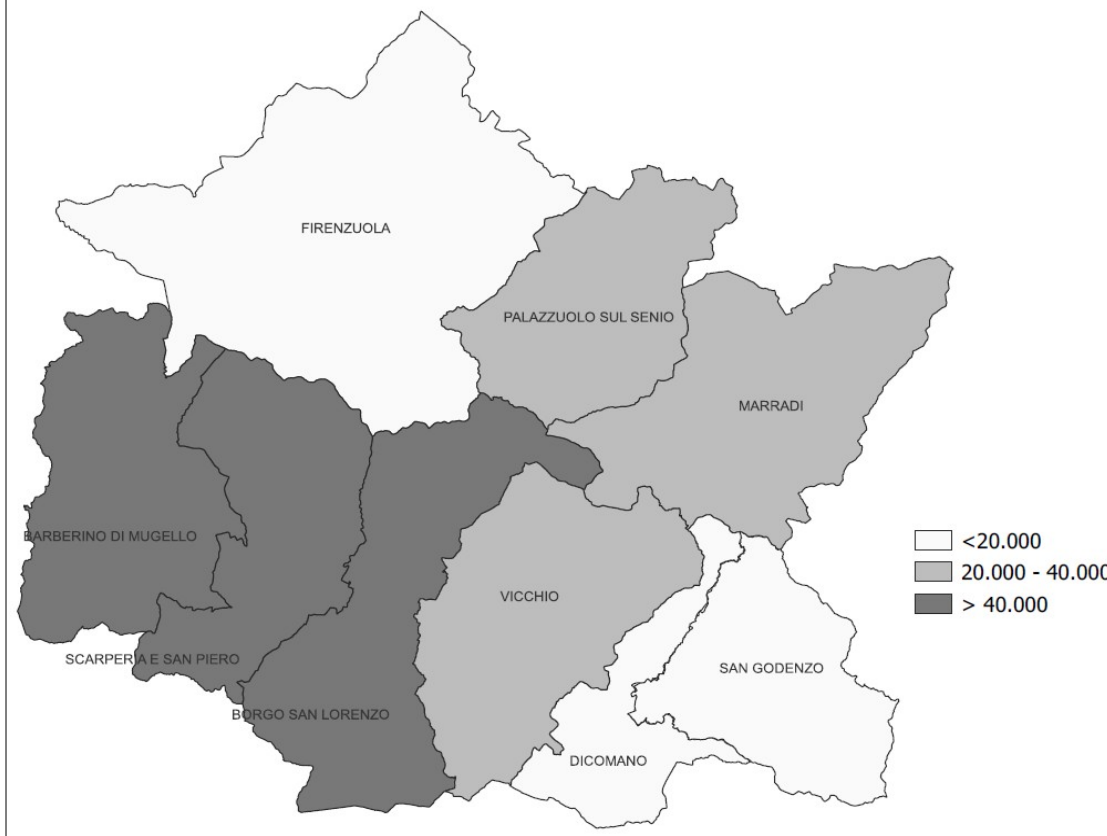 FIRENZUOLA
PALAZZUOLO SUL SENIO
MARRADI
BARBERINO DI MUGELLO
<20.000
20.000 - 40.000
> 40.000
VICCHIO
SCARPERIA E SAN PIERO
SAN GODENZO
BORGO SAN LORENZO
DICOMANO